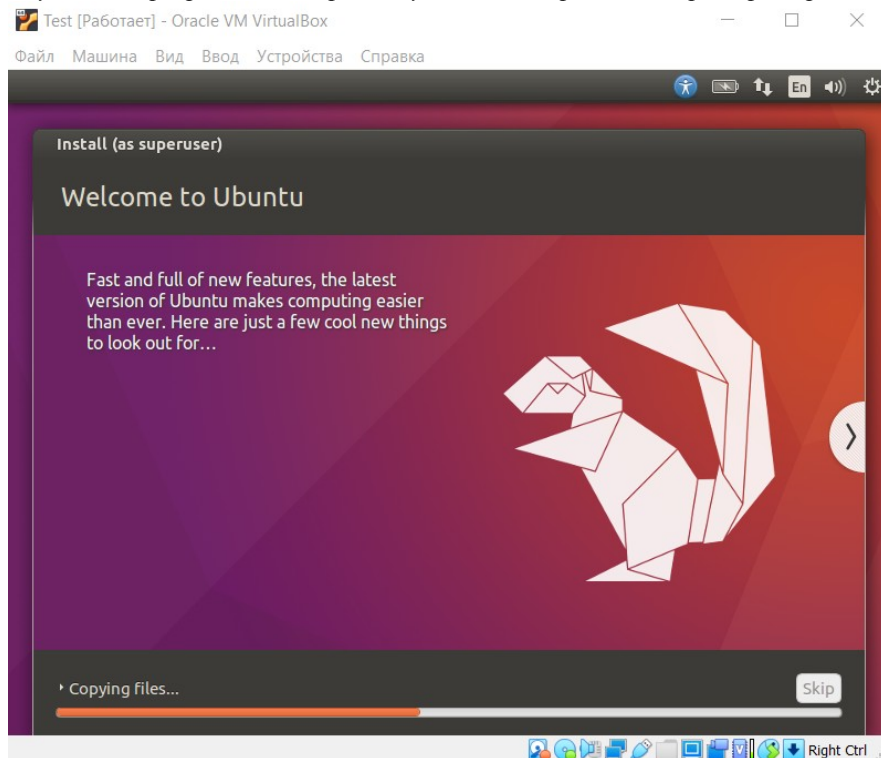 Test [Работает] - Oracle VM VirtualBox
Файл Машина Вид Ввод Устройства Справка
En
Install (as superuser)
Welcome to Ubuntu
Fast and full of new features, the latest
version of Ubuntu makes computing easier
than ever. Here are just a few cool new things
to look out for…
Copying files...
Skip
Right Ctrl